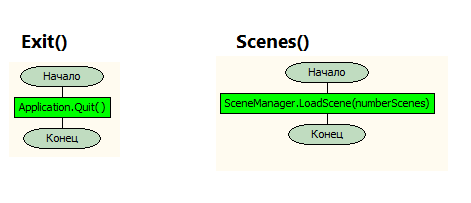 Exit()
Начало
Application.Quit( )
Конец
Scenes()
Начало
SceneManager.LoadScene(numberScenes)
Конец